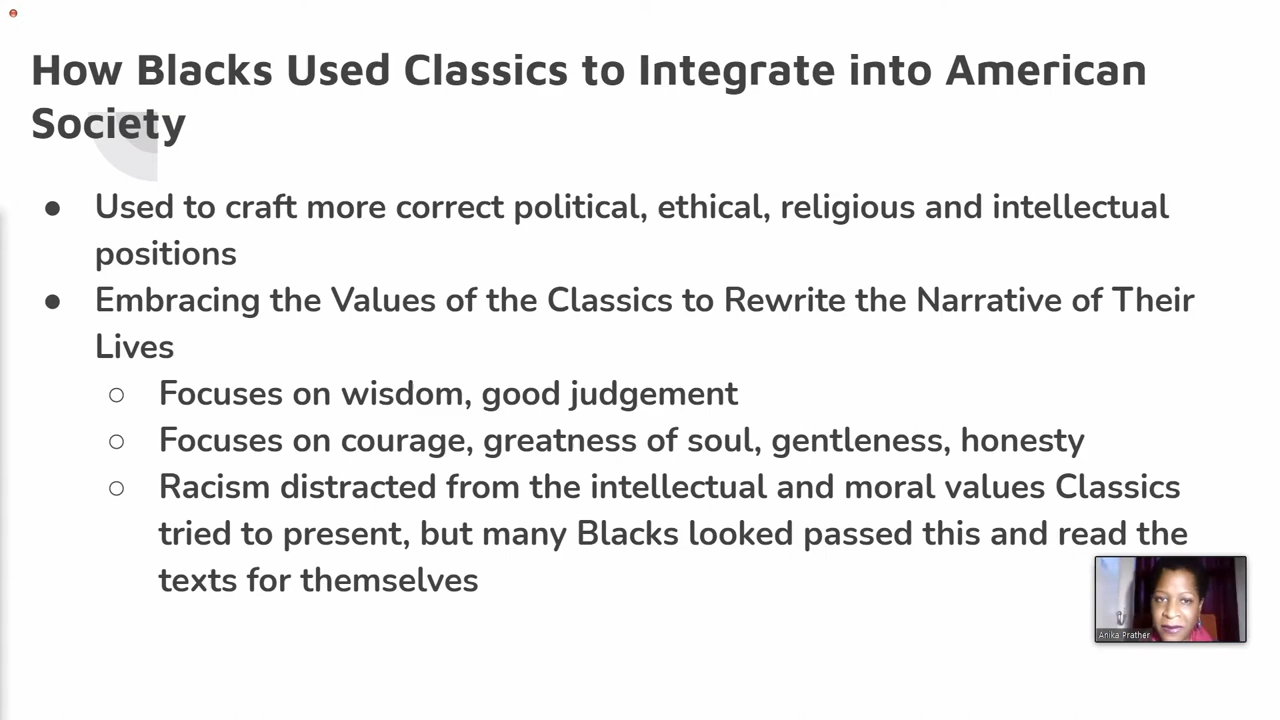 How Blacks Used Classics to Integrate into American
Society
● Used to craft more correct political, ethical, religious and intellectual
positions
● Embracing the Values of the Classics to Rewrite the Narrative of Their
Lives
○ Focuses on wisdom, good judgement
○ Focuses on courage, greatness of soul, gentleness, honesty
○ Racism distracted from the intellectual and moral values Classics
tried to present, but many Blacks looked passed this and read the
texts for themselves
Anika Prather